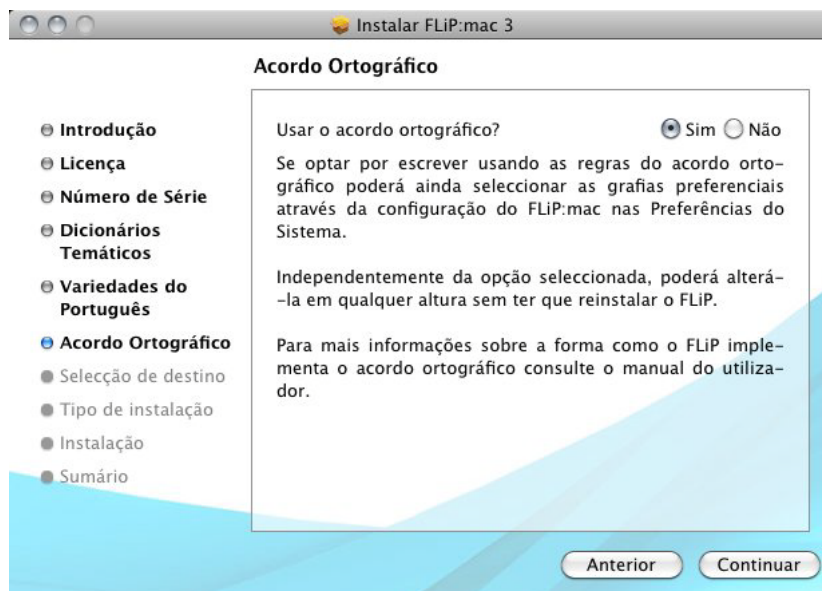 Instalar FLiP:mac 3
Acordo Ortográfico
Introdução
Licença
Número de Série
Dicionários
Temáticos
Variedades do
Português
Acordo Ortográfico
Selecção de destino
Tipo de instalação
Instalação
Sumário
Usar o acordo ortográfico? Sim Não
Se optar por escrever usando as regras do acordo orto-
gráfico poderá ainda seleccionar as grafias preferenciais
através da configuração do FLiP:mac nas Preferências do
Sistema.
Independentemente da opção seleccionada, poderá alterá-
-la em qualquer altura sem ter que reinstalar o FLiP.
Para mais informações sobre a forma como o FLiP imple-
menta o acordo ortográfico consulte o manual do utiliza-
dor.
Anterior Continuar